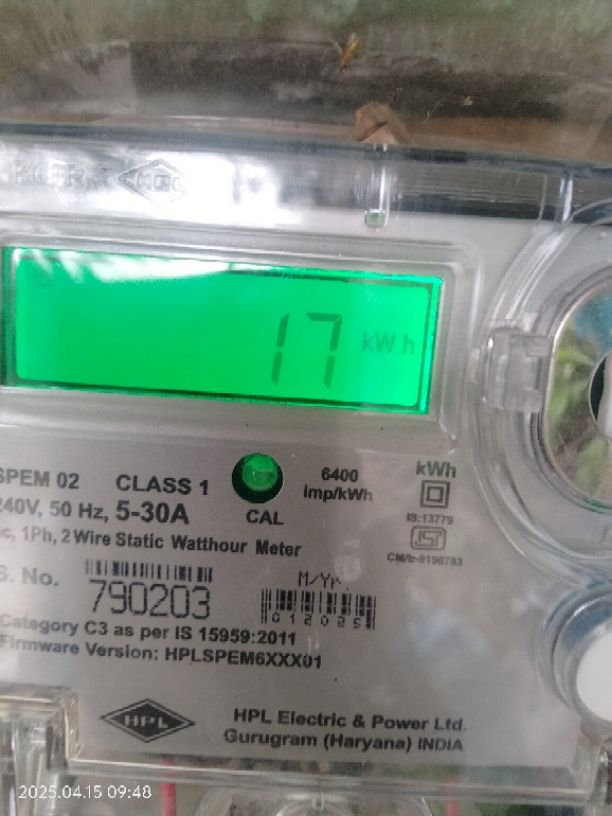 17 kWh
SPEM 02 CLASS 1
6400 imp/kWh
kWh
240V, 50 Hz, 5-30A
CAL
IS:13779
ISI
ac, 1Ph, 2 Wire Static Watthour Meter
S. No.
790203
M/Yr.
Category C3 as per IS 15959:2011
Firmware Version: HPLSPEM6XXX01
HPL
HPL Electric & Power Ltd.
Gurugram (Haryana) INDIA
2025.04.15 09:48